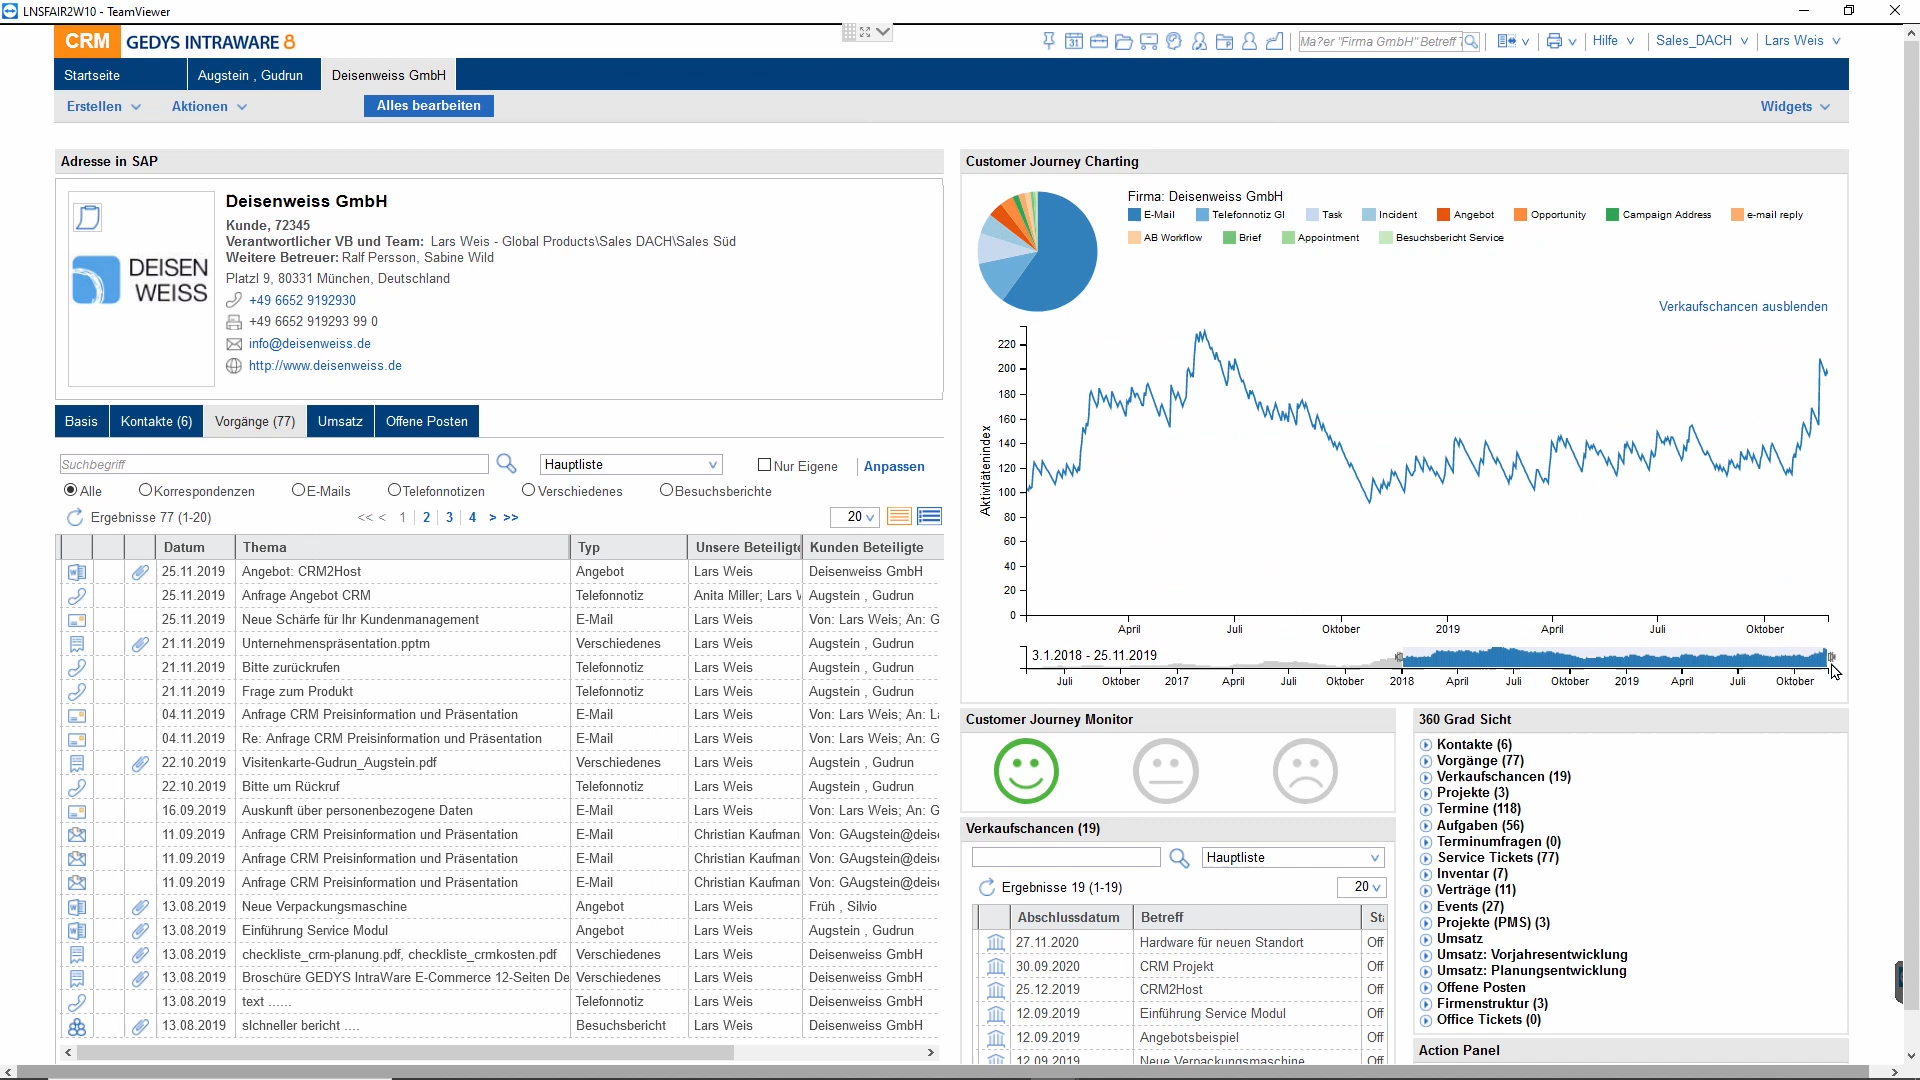 LNSFAIR2W10 - TeamViewer
CRM GEDYS INTRAWARE 8
Ma?er "Firma GmbH" Betreff
Hilfe
Sales_DACH
Lars Weis
Startseite
Augstein , Gudrun
Deisenweiss GmbH
Erstellen
Aktionen
Alles bearbeiten
Widgets
Adresse in SAP
DEISEN
WEISS
Deisenweiss GmbH
Kunde, 72345
Verantwortlicher VB und Team: Lars Weis - Global Products\Sales DACH\Sales Süd
Weitere Betreuer: Ralf Persson, Sabine Wild
Platzl 9, 80331 München, Deutschland
+49 6652 9192930
+49 6652 919293 99 0
info@deisenweiss.de
http://www.deisenweiss.de
Basis
Kontakte (6)
Vorgänge (77)
Umsatz
Offene Posten
Suchbegriff
Hauptliste
Nur Eigene
Anpassen
Alle
Korrespondenzen
E-Mails
Telefonnotizen
Verschiedenes
Besuchsberichte
Ergebnisse 77 (1-20)
<< < 1 2 3 4 > >>
20
Datum Thema Typ Unsere Beteiligte Kunden Beteiligte
25.11.2019 Angebot: CRM2Host Angebot Lars Weis Deisenweiss GmbH
25.11.2019 Anfrage Angebot CRM Telefonnotiz Anita Miller; Lars W Augstein , Gudrun
25.11.2019 Neue Schärfe für Ihr Kundenmanagement E-Mail Lars Weis Von: Lars Weis; An: G
21.11.2019 Unternehmenspräsentation.pptm Verschiedenes Lars Weis Augstein , Gudrun
21.11.2019 Bitte zurückrufen Telefonnotiz Lars Weis Augstein , Gudrun
21.11.2019 Frage zum Produkt Telefonnotiz Lars Weis Augstein , Gudrun
04.11.2019 Anfrage CRM Preisinformation und Präsentation E-Mail Lars Weis Von: Lars Weis; An: L
04.11.2019 Re: Anfrage CRM Preisinformation und Präsentation E-Mail Lars Weis Von: Lars Weis; An: G
22.10.2019 Visitenkarte-Gudrun_Augstein.pdf Verschiedenes Lars Weis Augstein , Gudrun
22.10.2019 Bitte um Rückruf Telefonnotiz Lars Weis Augstein , Gudrun
16.09.2019 Auskunft über personenbezogene Daten E-Mail Lars Weis Von: Lars Weis; An: G
11.09.2019 Anfrage CRM Preisinformation und Präsentation E-Mail Christian Kaufman Von: GAugstein@deise
11.09.2019 Anfrage CRM Preisinformation und Präsentation E-Mail Christian Kaufman Von: GAugstein@deise
11.09.2019 Anfrage CRM Preisinformation und Präsentation E-Mail Christian Kaufman Von: GAugstein@deise
13.08.2019 Neue Verpackungsmaschine Angebot Lars Weis Früh , Silvio
13.08.2019 Einführung Service Modul Angebot Lars Weis Augstein , Gudrun
13.08.2019 checkliste_crm-planung.pdf, checkliste_crmkosten.pdf Verschiedenes Lars Weis Deisenweiss GmbH
13.08.2019 Broschüre GEDYS IntraWare E-Commerce 12-Seiten De Verschiedenes Lars Weis Deisenweiss GmbH
13.08.2019 text ...... Telefonnotiz Lars Weis Deisenweiss GmbH
13.08.2019 slchneller bericht .... Besuchsbericht Lars Weis Deisenweiss GmbH
Customer Journey Charting
Firma: Deisenweiss GmbH
E-Mail Telefonnotiz GI Task Incident Angebot Opportunity Campaign Address e-mail reply
AB Workflow Brief Appointment Besuchsbericht Service
Verkaufschancen ausblenden
Aktivitätenindex
220
200
180
160
140
120
100
80
60
40
20
0
April Juli Oktober 2019 April Juli Oktober
3.1.2018 - 25.11.2019
Juli Oktober 2017 April Juli Oktober 2018 April Juli Oktober 2019 April Juli Oktober
Customer Journey Monitor
Verkaufschancen (19)
Hauptliste
Ergebnisse 19 (1-19)
20
Abschlussdatum Betreff Sta
27.11.2020 Hardware für neuen Standort Off
30.09.2020 CRM Projekt Off
25.12.2019 CRM2Host Off
12.09.2019 Einführung Service Modul Off
12.09.2019 Angebotsbeispiel Off
12.09.2019 Neue Verpackungsmaschine Off
360 Grad Sicht
Kontakte (6)
Vorgänge (77)
Verkaufschancen (19)
Projekte (3)
Termine (118)
Aufgaben (56)
Terminumfragen (0)
Service Tickets (77)
Inventar (7)
Verträge (11)
Events (27)
Projekte (PMS) (3)
Umsatz
Umsatz: Vorjahresentwicklung
Umsatz: Planungsentwicklung
Offene Posten
Firmenstruktur (3)
Office Tickets (0)
Action Panel